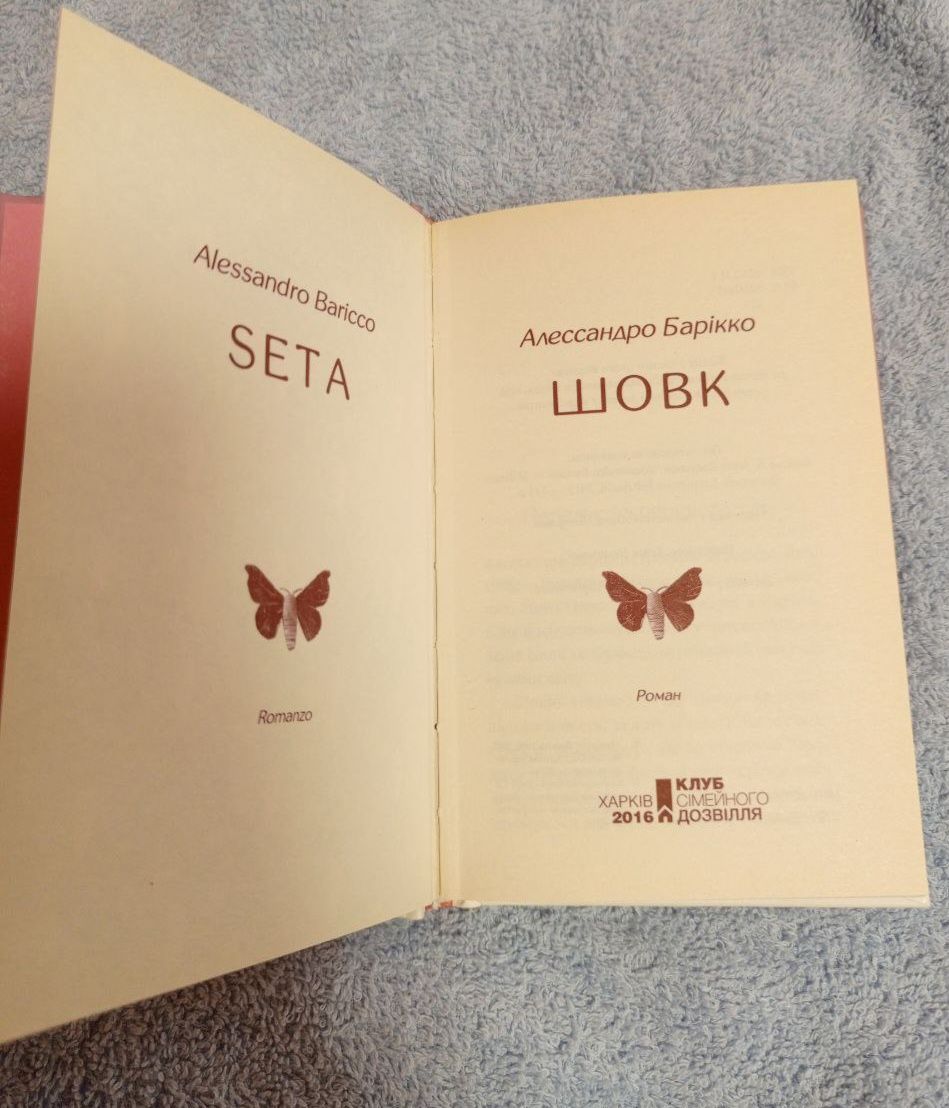 Alessandro Baricco
SETA
Romanzo
Алессандро Барікко
ШОВК
Роман
ХАРКІВ
2016
КЛУБ
СІМЕЙНОГО
ДОЗВІЛЛЯ